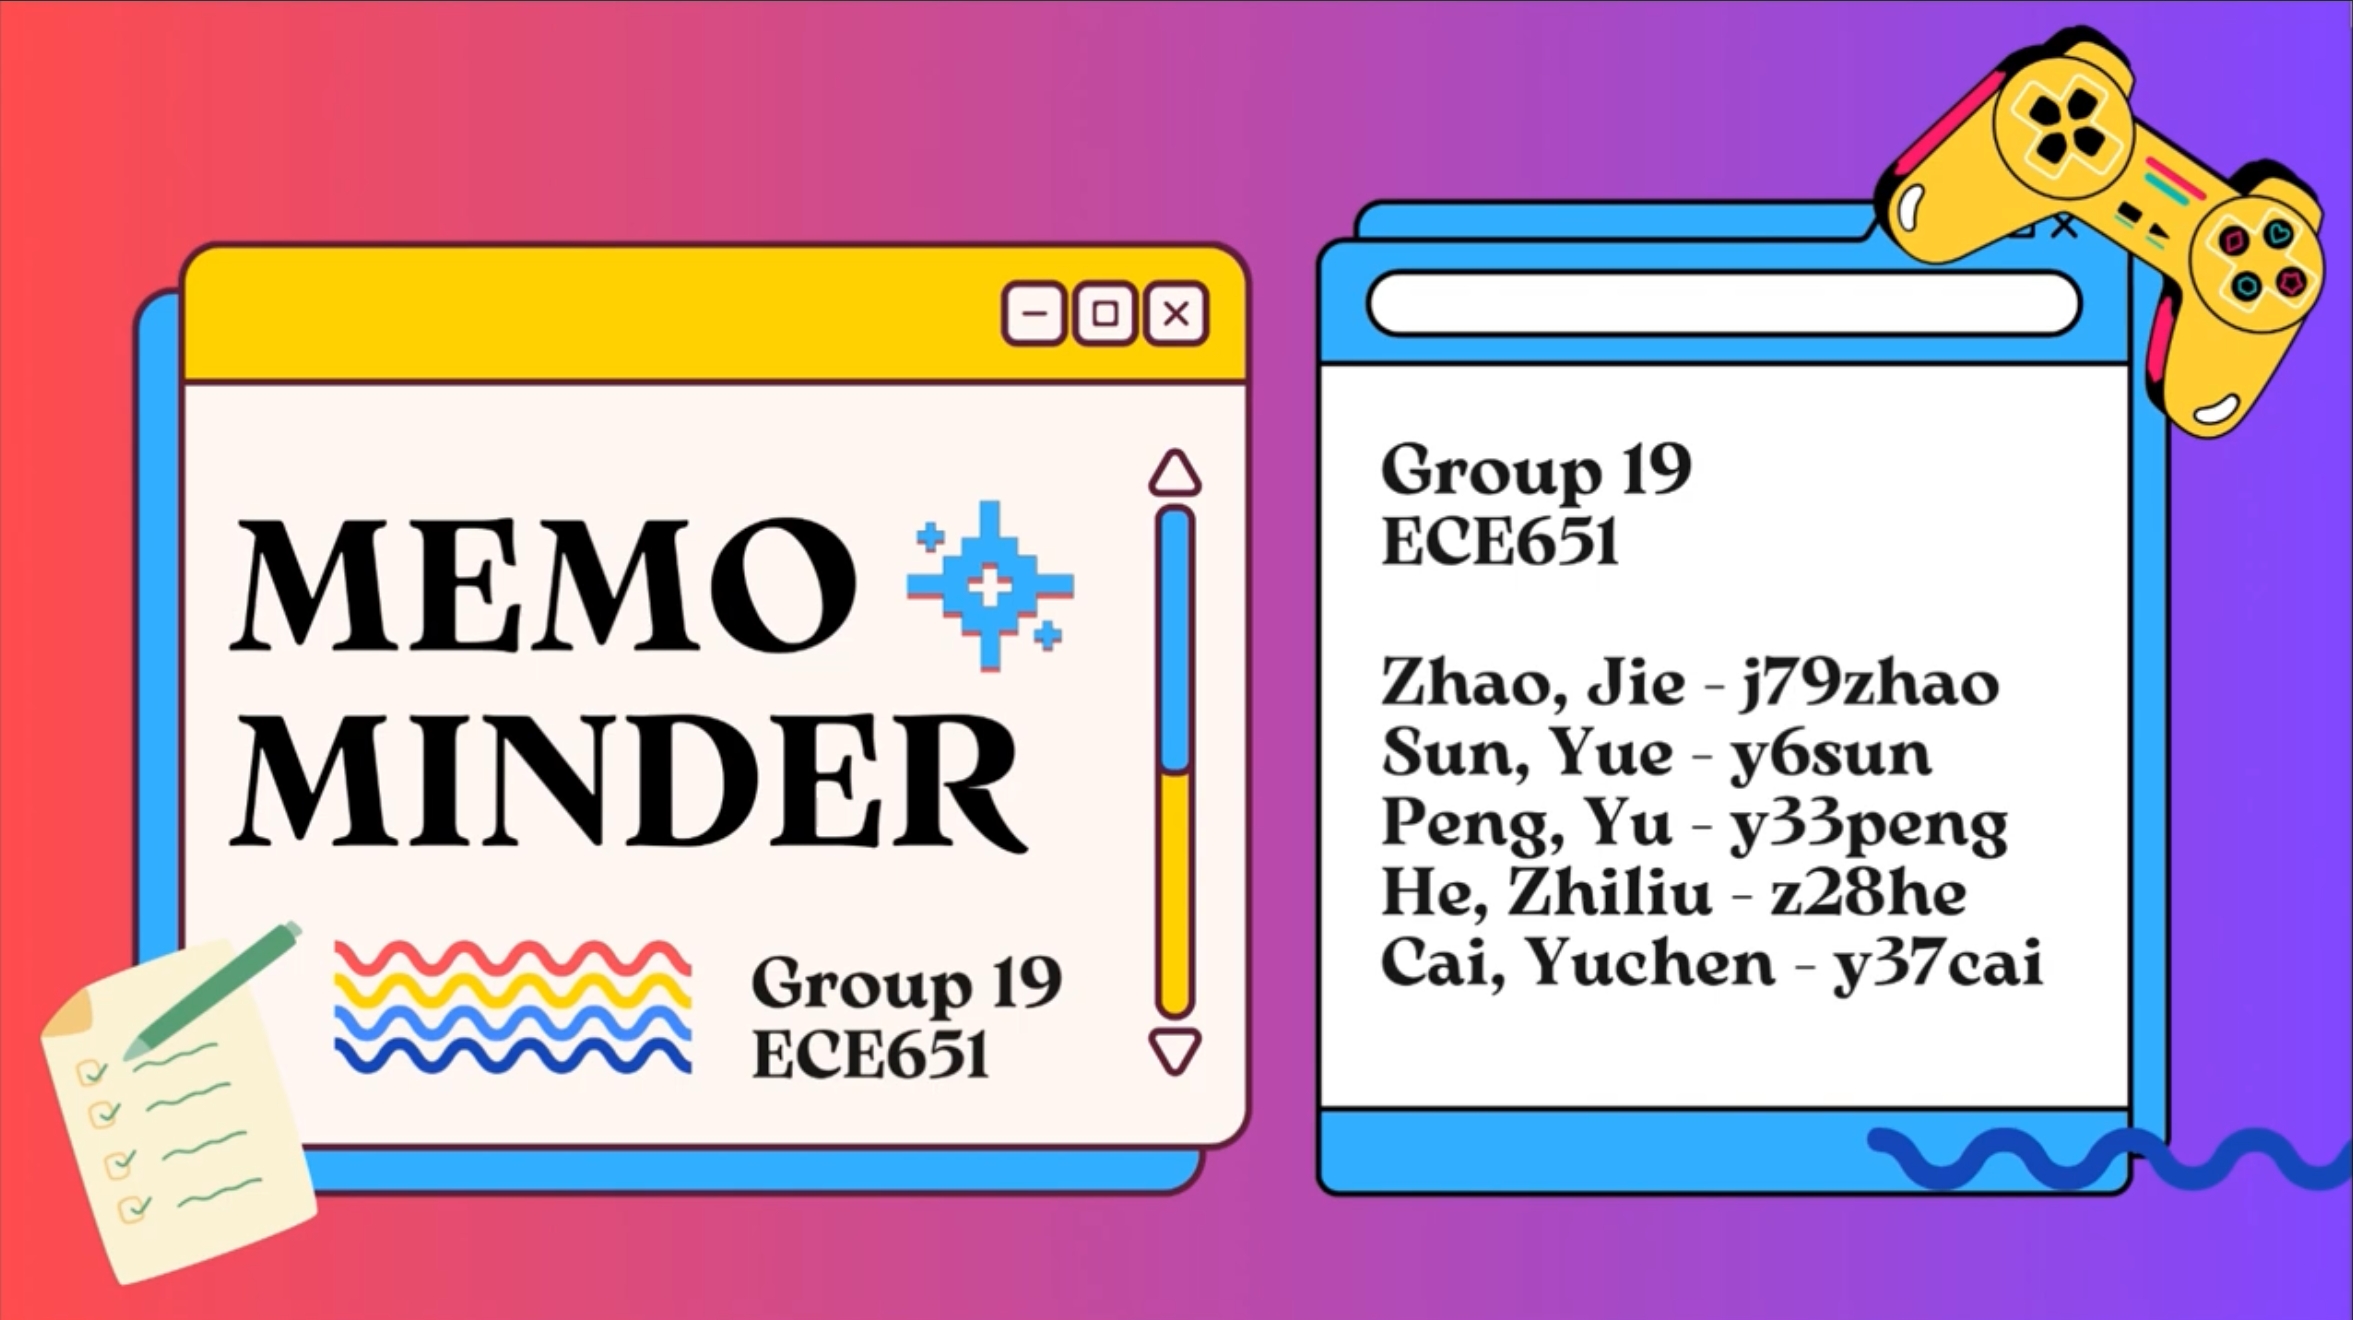 MEMO
MINDER
Group 19
ECE651
Group 19
ECE651
Zhao, Jie - j79zhao
Sun, Yue - y6sun
Peng, Yu - y33peng
He, Zhiliu - z28he
Cai, Yuchen - y37cai